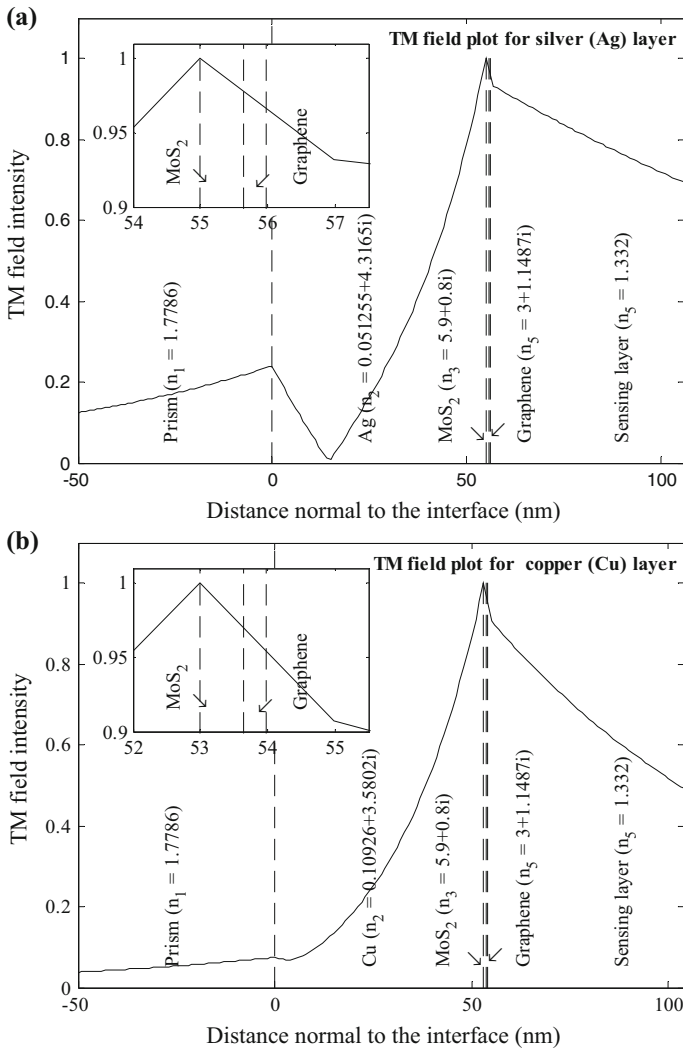 (a)
TM field plot for silver (Ag) layer
1
0.8
0.6
0.4
0.2
0
TM field intensity
1
0.95
0.9
54 55 56 57
MoS2
Graphene
Prism (n1 = 1.7786)
Ag (n2 = 0.051255+4.3165i)
MoS2 (n3 = 5.9+0.8i)
Graphene (n5 = 3+1.1487i)
Sensing layer (n5 = 1.332)
-50 0 50 100
Distance normal to the interface (nm)
(b)
TM field plot for copper (Cu) layer
1
0.8
0.6
0.4
0.2
0
TM field intensity
1
0.95
0.9
52 53 54 55
MoS2
Graphene
Prism (n1 = 1.7786)
Cu (n2 = 0.10926+3.5802i)
MoS2 (n3 = 5.9+0.8i)
Graphene (n5 = 3+1.1487i)
Sensing layer (n5 = 1.332)
-50 0 50 100
Distance normal to the interface (nm)